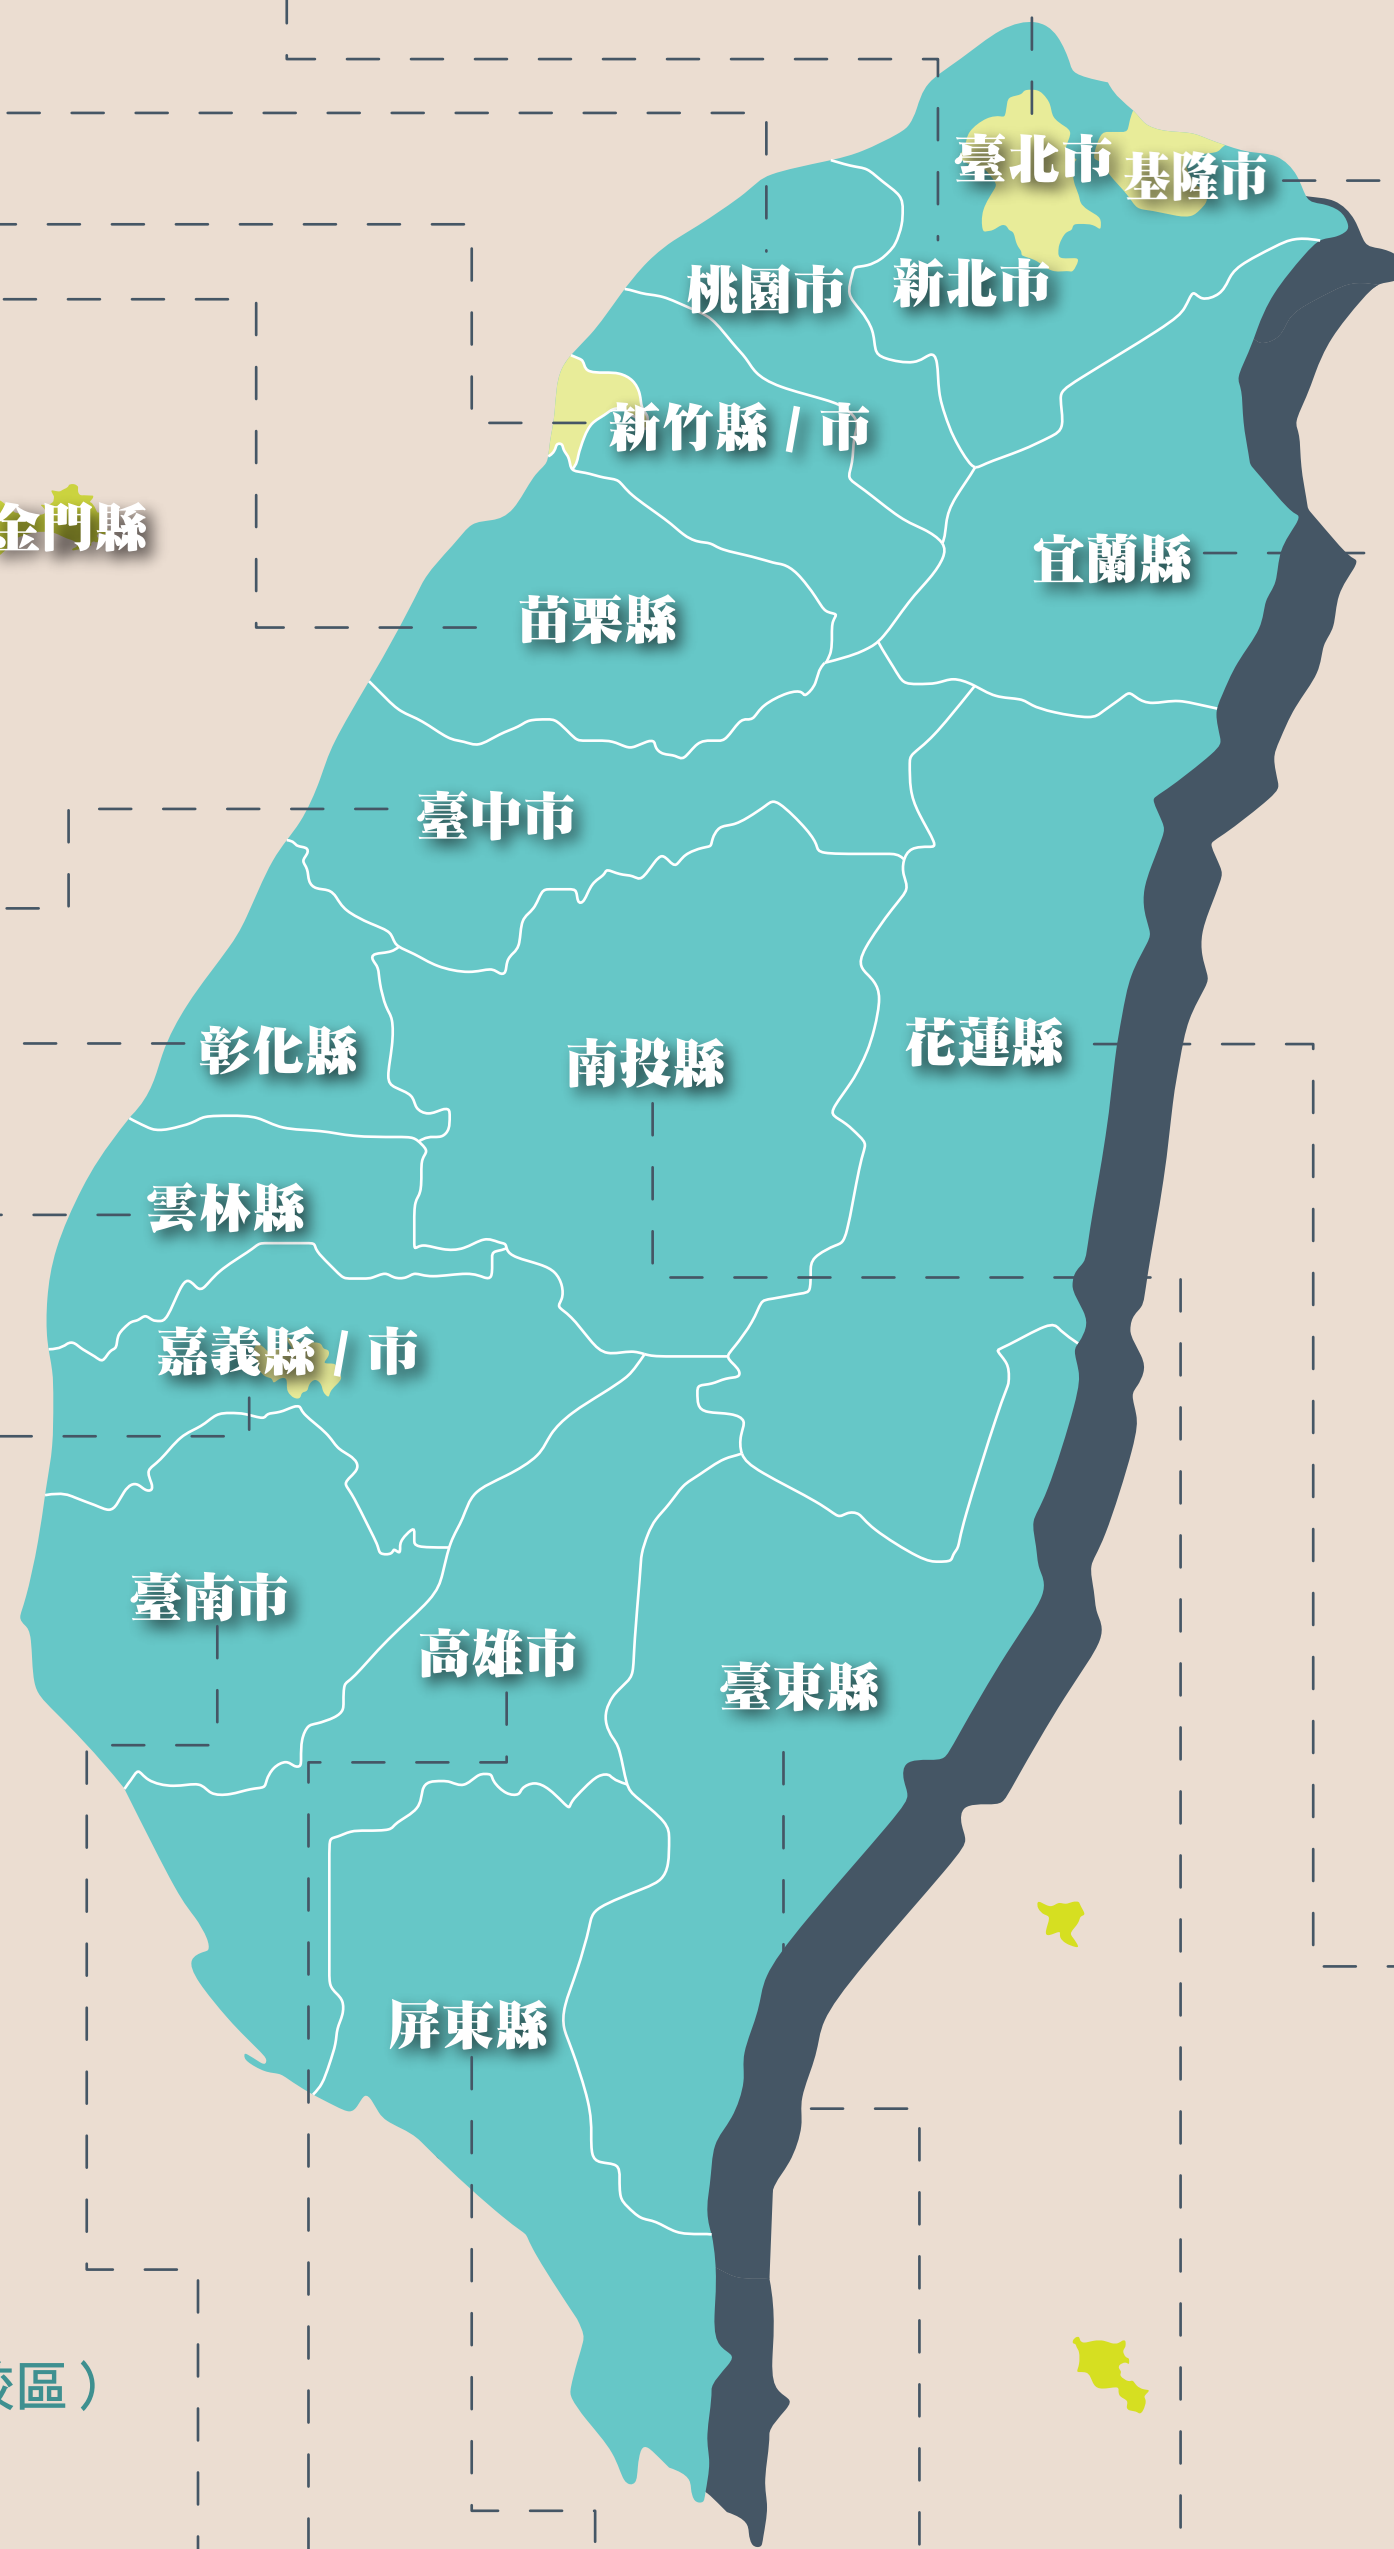 臺北市
基隆市
桃園市
新北市
新竹縣 / 市
金門縣
宜蘭縣
苗栗縣
臺中市
彰化縣
南投縣
花蓮縣
雲林縣
嘉義縣 / 市
臺南市
高雄市
臺東縣
屏東縣
校區）